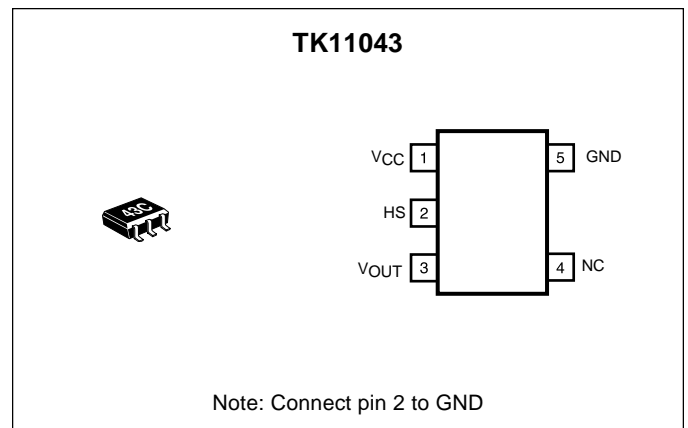 TK11043
43C
VCC 1
5 GND
HS 2
VOUT 3
4 NC
Note: Connect pin 2 to GND